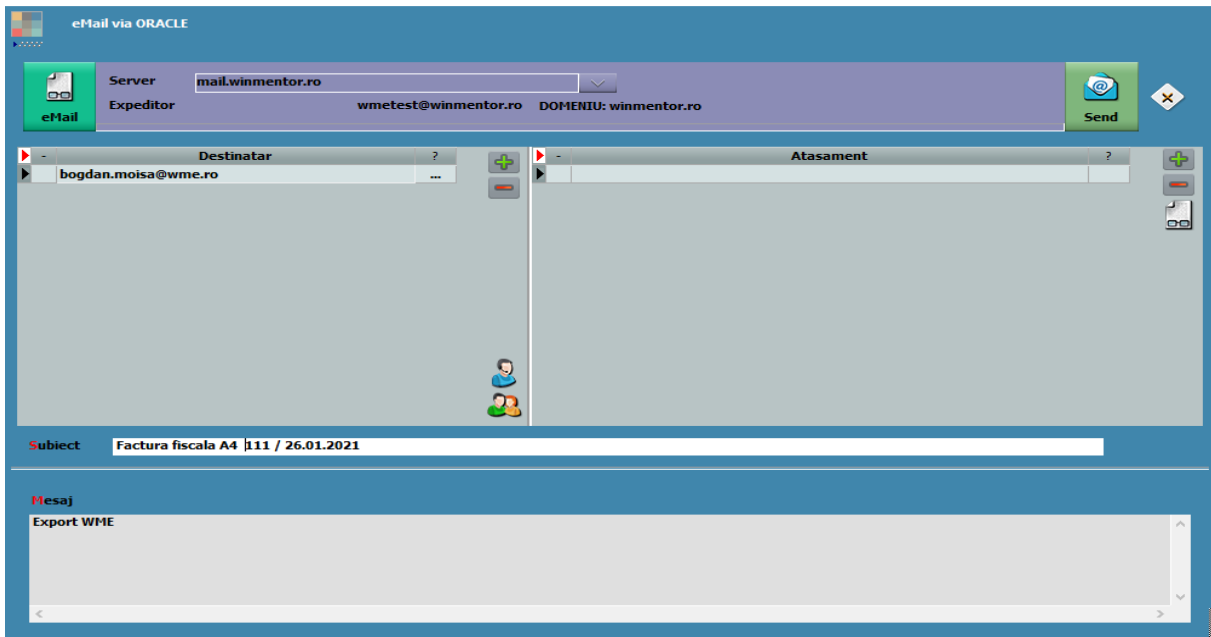 eMail via ORACLE
Server mail.winmentor.ro
Expeditor wmetest@winmentor.ro DOMENIU: winmentor.ro
eMail
Send
- Destinatar ?
bogdan.moisa@wme.ro ...
- Atasament ?
Subiect Factura fiscala A4 111 / 26.01.2021
Mesaj
Export WME